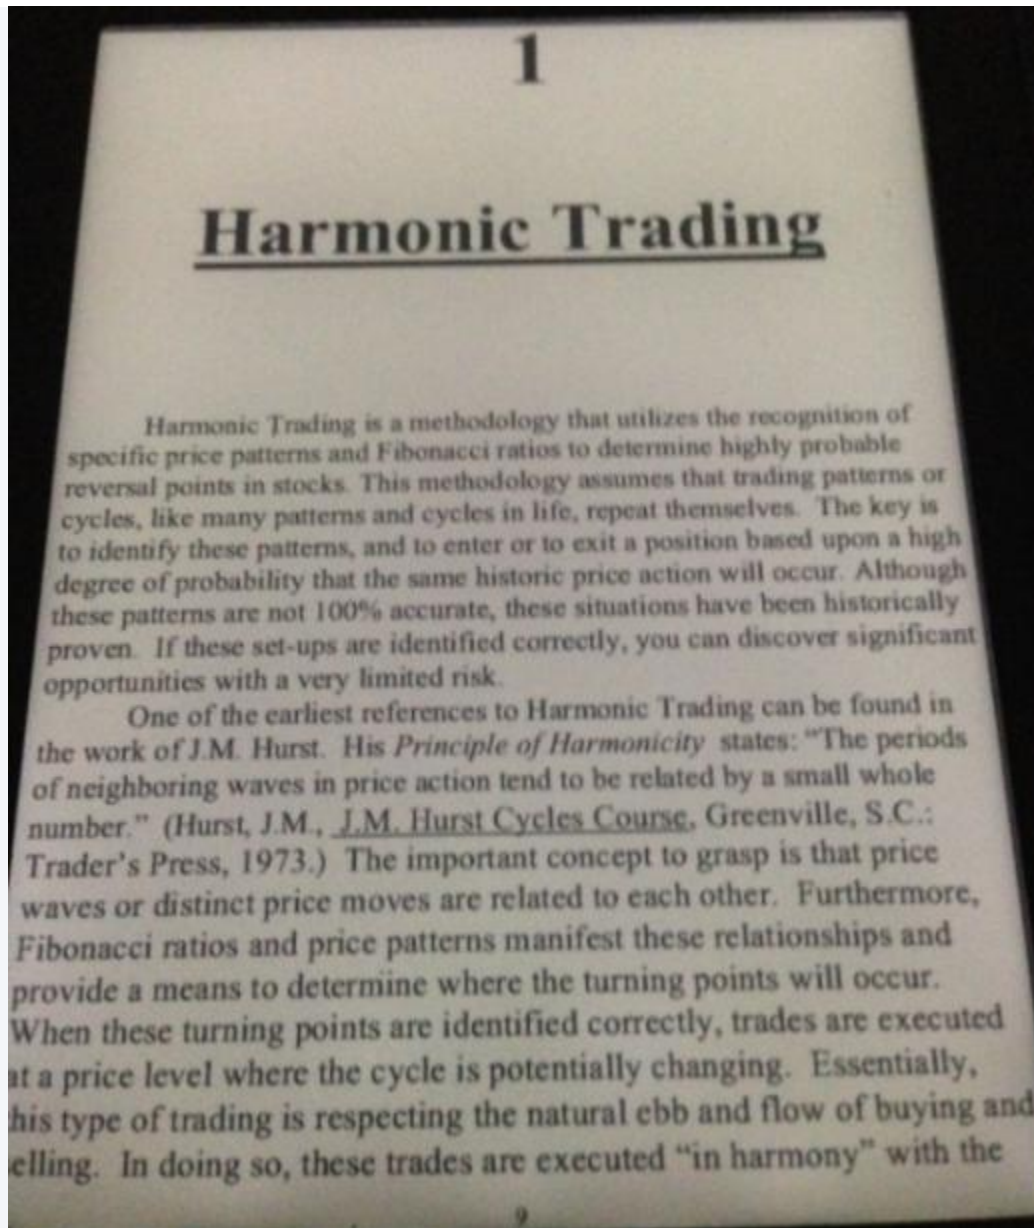 1
Harmonic Trading
Harmonic Trading is a methodology that utilizes the recognition of
specific price patterns and Fibonacci ratios to determine highly probable
reversal points in stocks. This methodology assumes that trading patterns or
cycles, like many patterns and cycles in life, repeat themselves. The key is
to identify these patterns, and to enter or to exit a position based upon a high
degree of probability that the same historic price action will occur. Although
these patterns are not 100% accurate, these situations have been historically
proven. If these set-ups are identified correctly, you can discover significant
opportunities with a very limited risk.
One of the earliest references to Harmonic Trading can be found in
the work of J.M. Hurst. His Principle of Harmonicity states: “The periods
of neighboring waves in price action tend to be related by a small whole
number.” (Hurst, J.M., J.M. Hurst Cycles Course, Greenville, S.C.:
Trader’s Press, 1973.) The important concept to grasp is that price
waves or distinct price moves are related to each other. Furthermore,
Fibonacci ratios and price patterns manifest these relationships and
provide a means to determine where the turning points will occur.
When these turning points are identified correctly, trades are executed
at a price level where the cycle is potentially changing. Essentially,
his type of trading is respecting the natural ebb and flow of buying and
elling. In doing so, these trades are executed “in harmony” with the
9